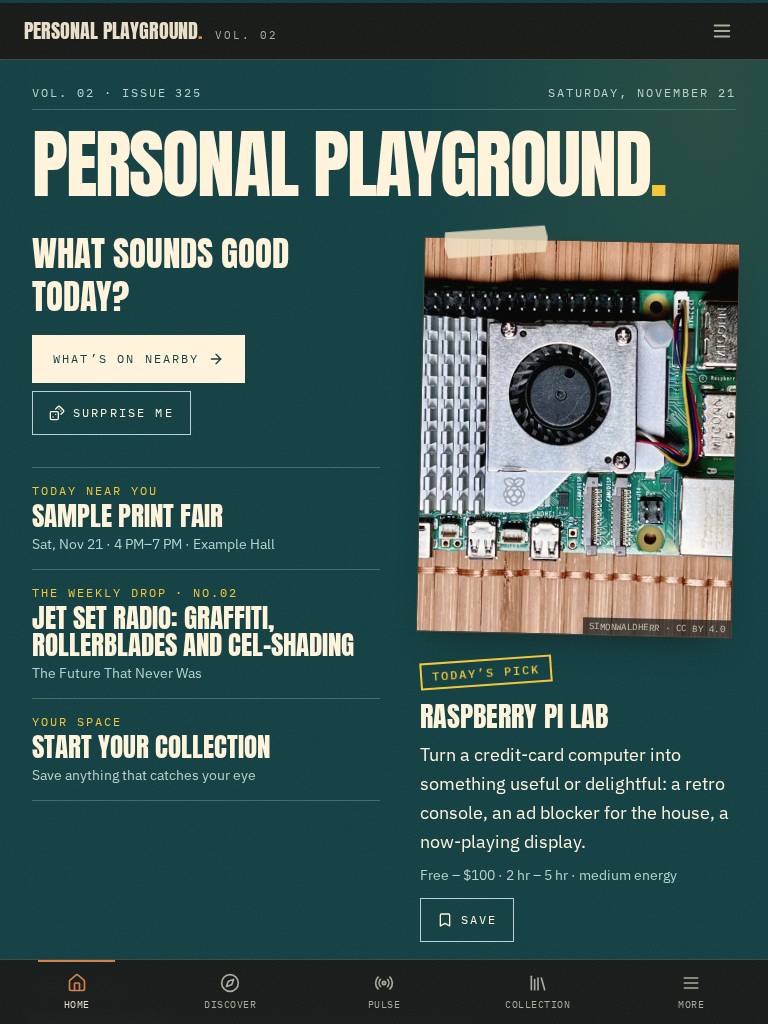 PERSONAL PLAYGROUND. VOL. 02
VOL. 02 · ISSUE 325
SATURDAY, NOVEMBER 21
PERSONAL PLAYGROUND.
WHAT SOUNDS GOOD
TODAY?
WHAT’S ON NEARBY
SURPRISE ME
TODAY NEAR YOU
SAMPLE PRINT FAIR
Sat, Nov 21 · 4 PM–7 PM · Example Hall
THE WEEKLY DROP · NO.02
JET SET RADIO: GRAFFITI,
ROLLERBLADES AND CEL-SHADING
The Future That Never Was
YOUR SPACE
START YOUR COLLECTION
Save anything that catches your eye
SIMONWALDHERR · CC BY 4.0
TODAY’S PICK
RASPBERRY PI LAB
Turn a credit-card computer into
something useful or delightful: a retro
console, an ad blocker for the house, a
now-playing display.
Free – $100 · 2 hr – 5 hr · medium energy
SAVE
HOME
DISCOVER
PULSE
COLLECTION
MORE